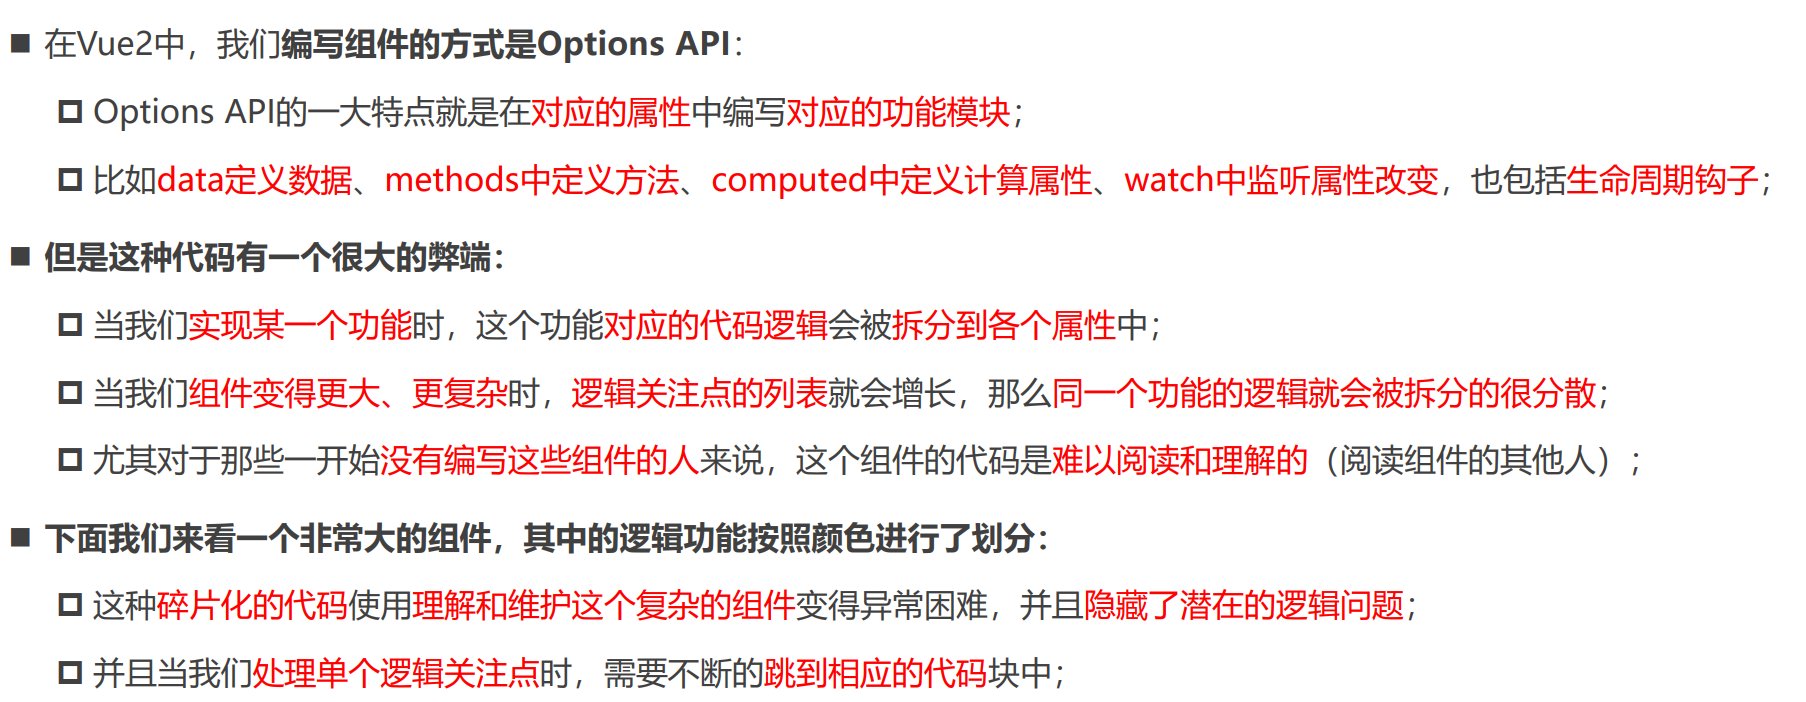 在Vue2中，我们编写组件的方式是Options API：
Options API的一大特点就是在对应的属性中编写对应的功能模块；
比如data定义数据、methods中定义方法、computed中定义计算属性、watch中监听属性改变，也包括生命周期钩子；
但是这种代码有一个很大的弊端：
当我们实现某一个功能时，这个功能对应的代码逻辑会被拆分到各个属性中；
当我们组件变得更大、更复杂时，逻辑关注点的列表就会增长，那么同一个功能的逻辑就会被拆分的很分散；
尤其对于那些一开始没有编写这些组件的人来说，这个组件的代码是难以阅读和理解的（阅读组件的其他人）；
下面我们来看一个非常大的组件，其中的逻辑功能按照颜色进行了划分：
这种碎片化的代码使用理解和维护这个复杂的组件变得异常困难，并且隐藏了潜在的逻辑问题；
并且当我们处理单个逻辑关注点时，需要不断的跳到相应的代码块中；